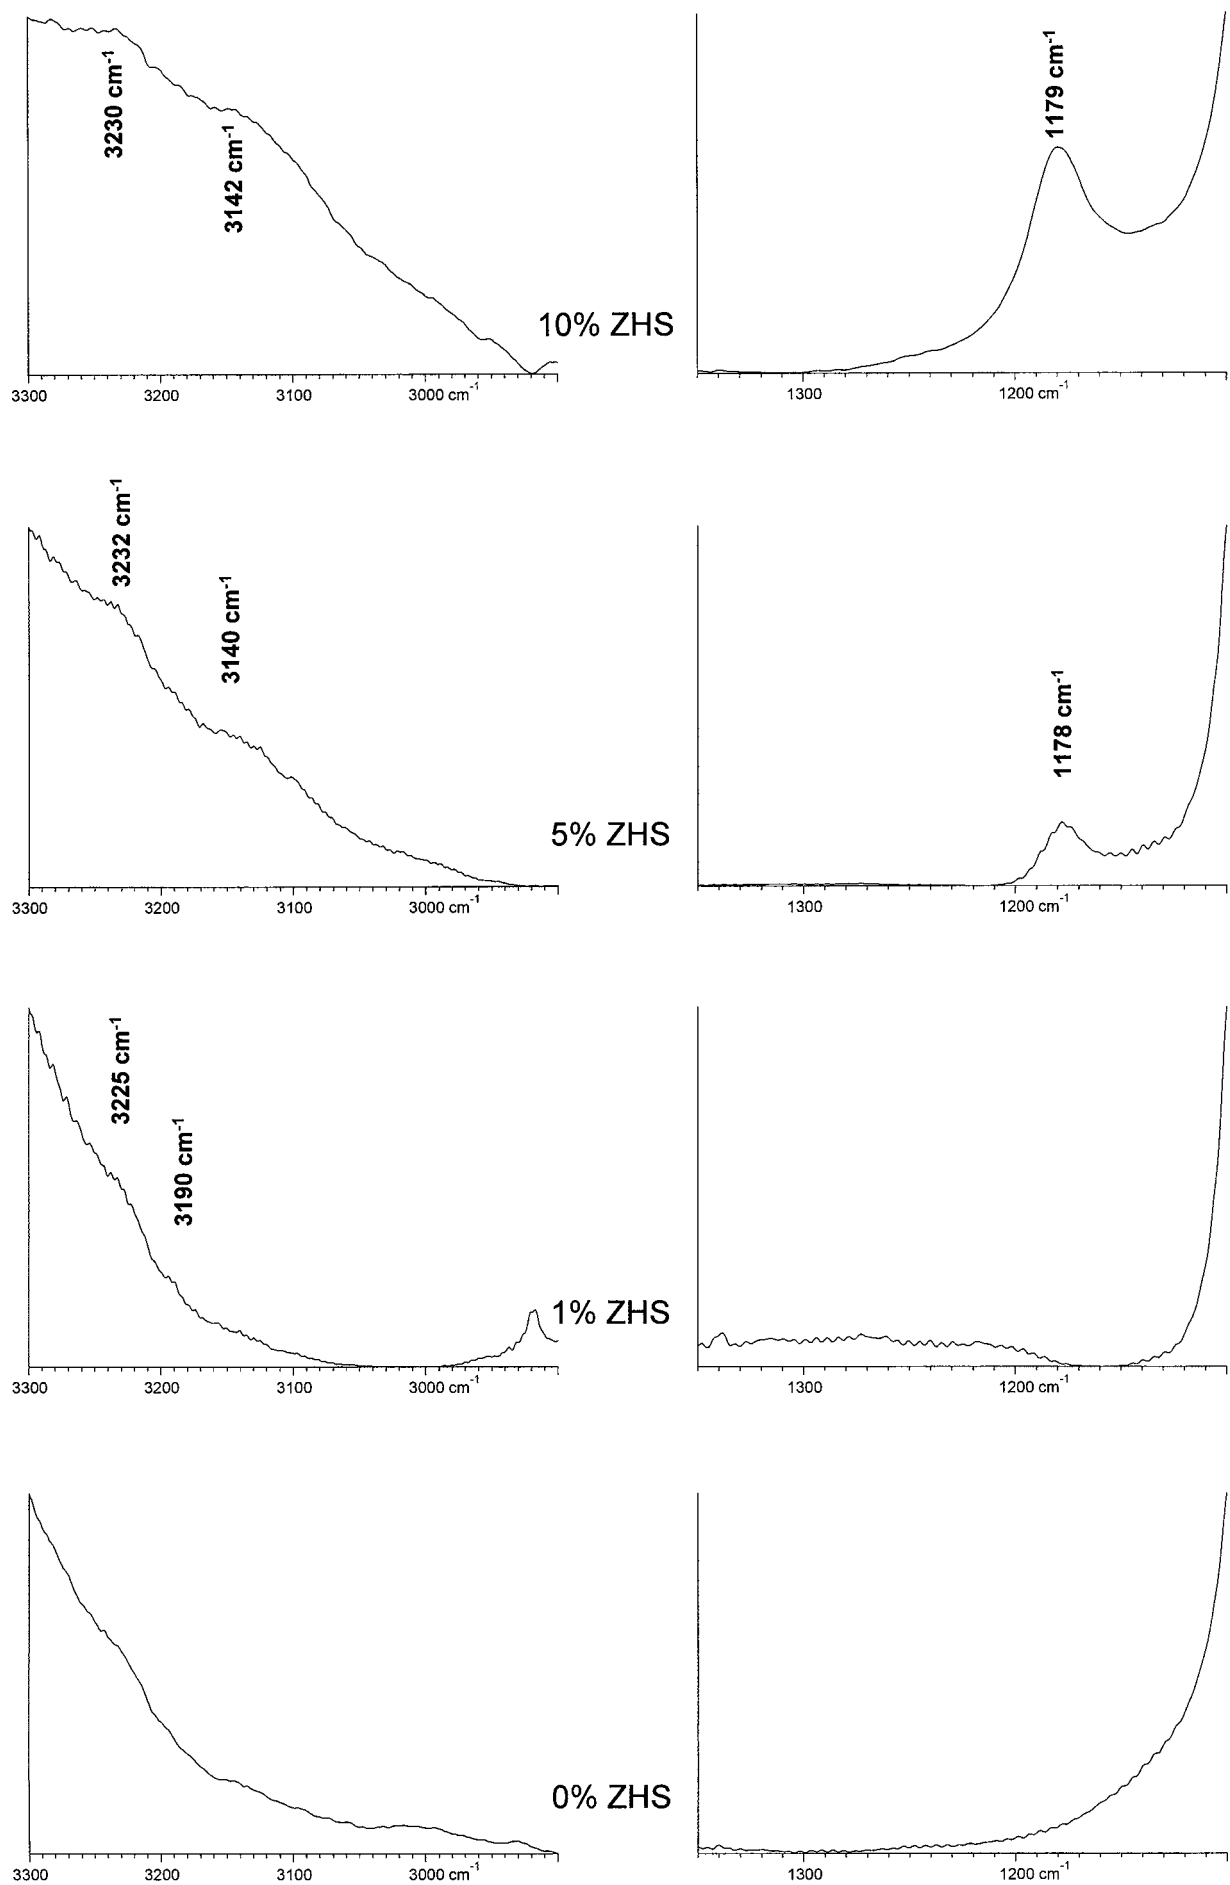 3230 cm⁻¹
3142 cm⁻¹
1179 cm⁻¹
10% ZHS
3300 3200 3100 3000 cm⁻¹
1300 1200 cm⁻¹
3232 cm⁻¹
3140 cm⁻¹
1178 cm⁻¹
5% ZHS
3300 3200 3100 3000 cm⁻¹
1300 1200 cm⁻¹
3225 cm⁻¹
3190 cm⁻¹
1% ZHS
3300 3200 3100 3000 cm⁻¹
1300 1200 cm⁻¹
0% ZHS
3300 3200 3100 3000 cm⁻¹
1300 1200 cm⁻¹